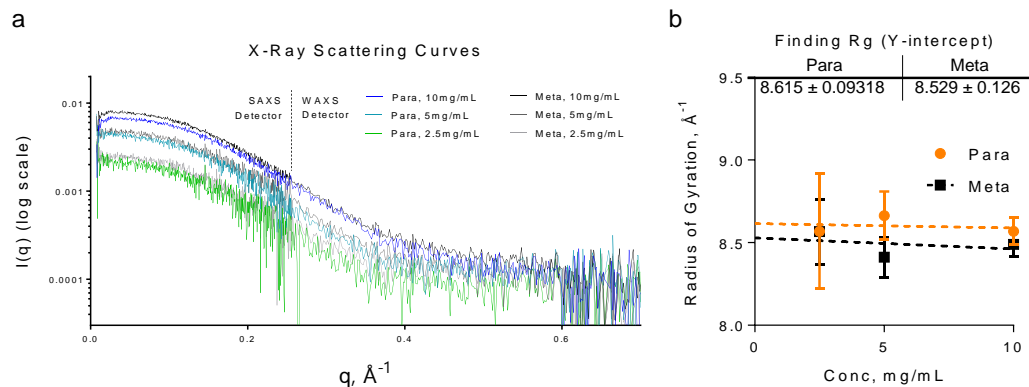 a
X-Ray Scattering Curves
SAXS
Detector
WAXS
Detector
Para, 10mg/mL
Para, 5mg/mL
Para, 2.5mg/mL
Meta, 10mg/mL
Meta, 5mg/mL
Meta, 2.5mg/mL
I(q) (log scale)
0.01
0.001
0.0001
0.0
0.2
0.4
0.6
q, Å⁻¹
b
Finding Rg (Y-intercept)
Para
Meta
8.615 ± 0.09318
8.529 ± 0.126
Radius of Gyration, Å⁻¹
9.5
9.0
8.5
8.0
Para
Meta
0
5
10
Conc, mg/mL